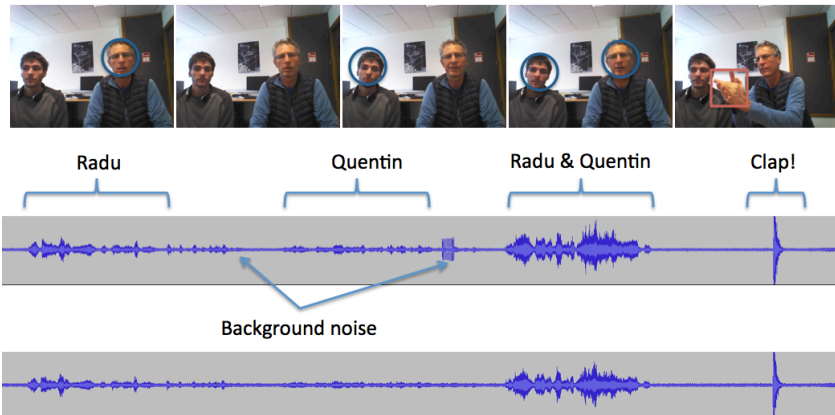 Radu
Quentin
Radu & Quentin
Clap!
Background noise